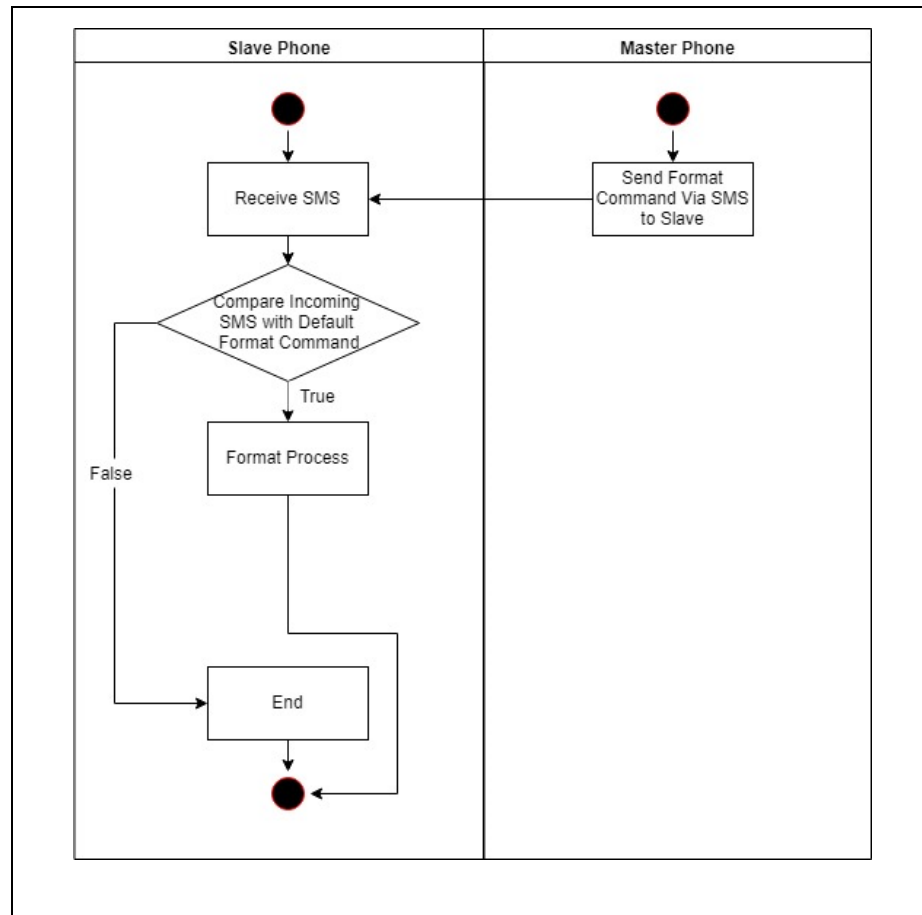 Slave Phone
Master Phone
Receive SMS
Send Format
Command Via SMS
to Slave
Compare Incoming
SMS with Default
Format Command
True
Format Process
False
End